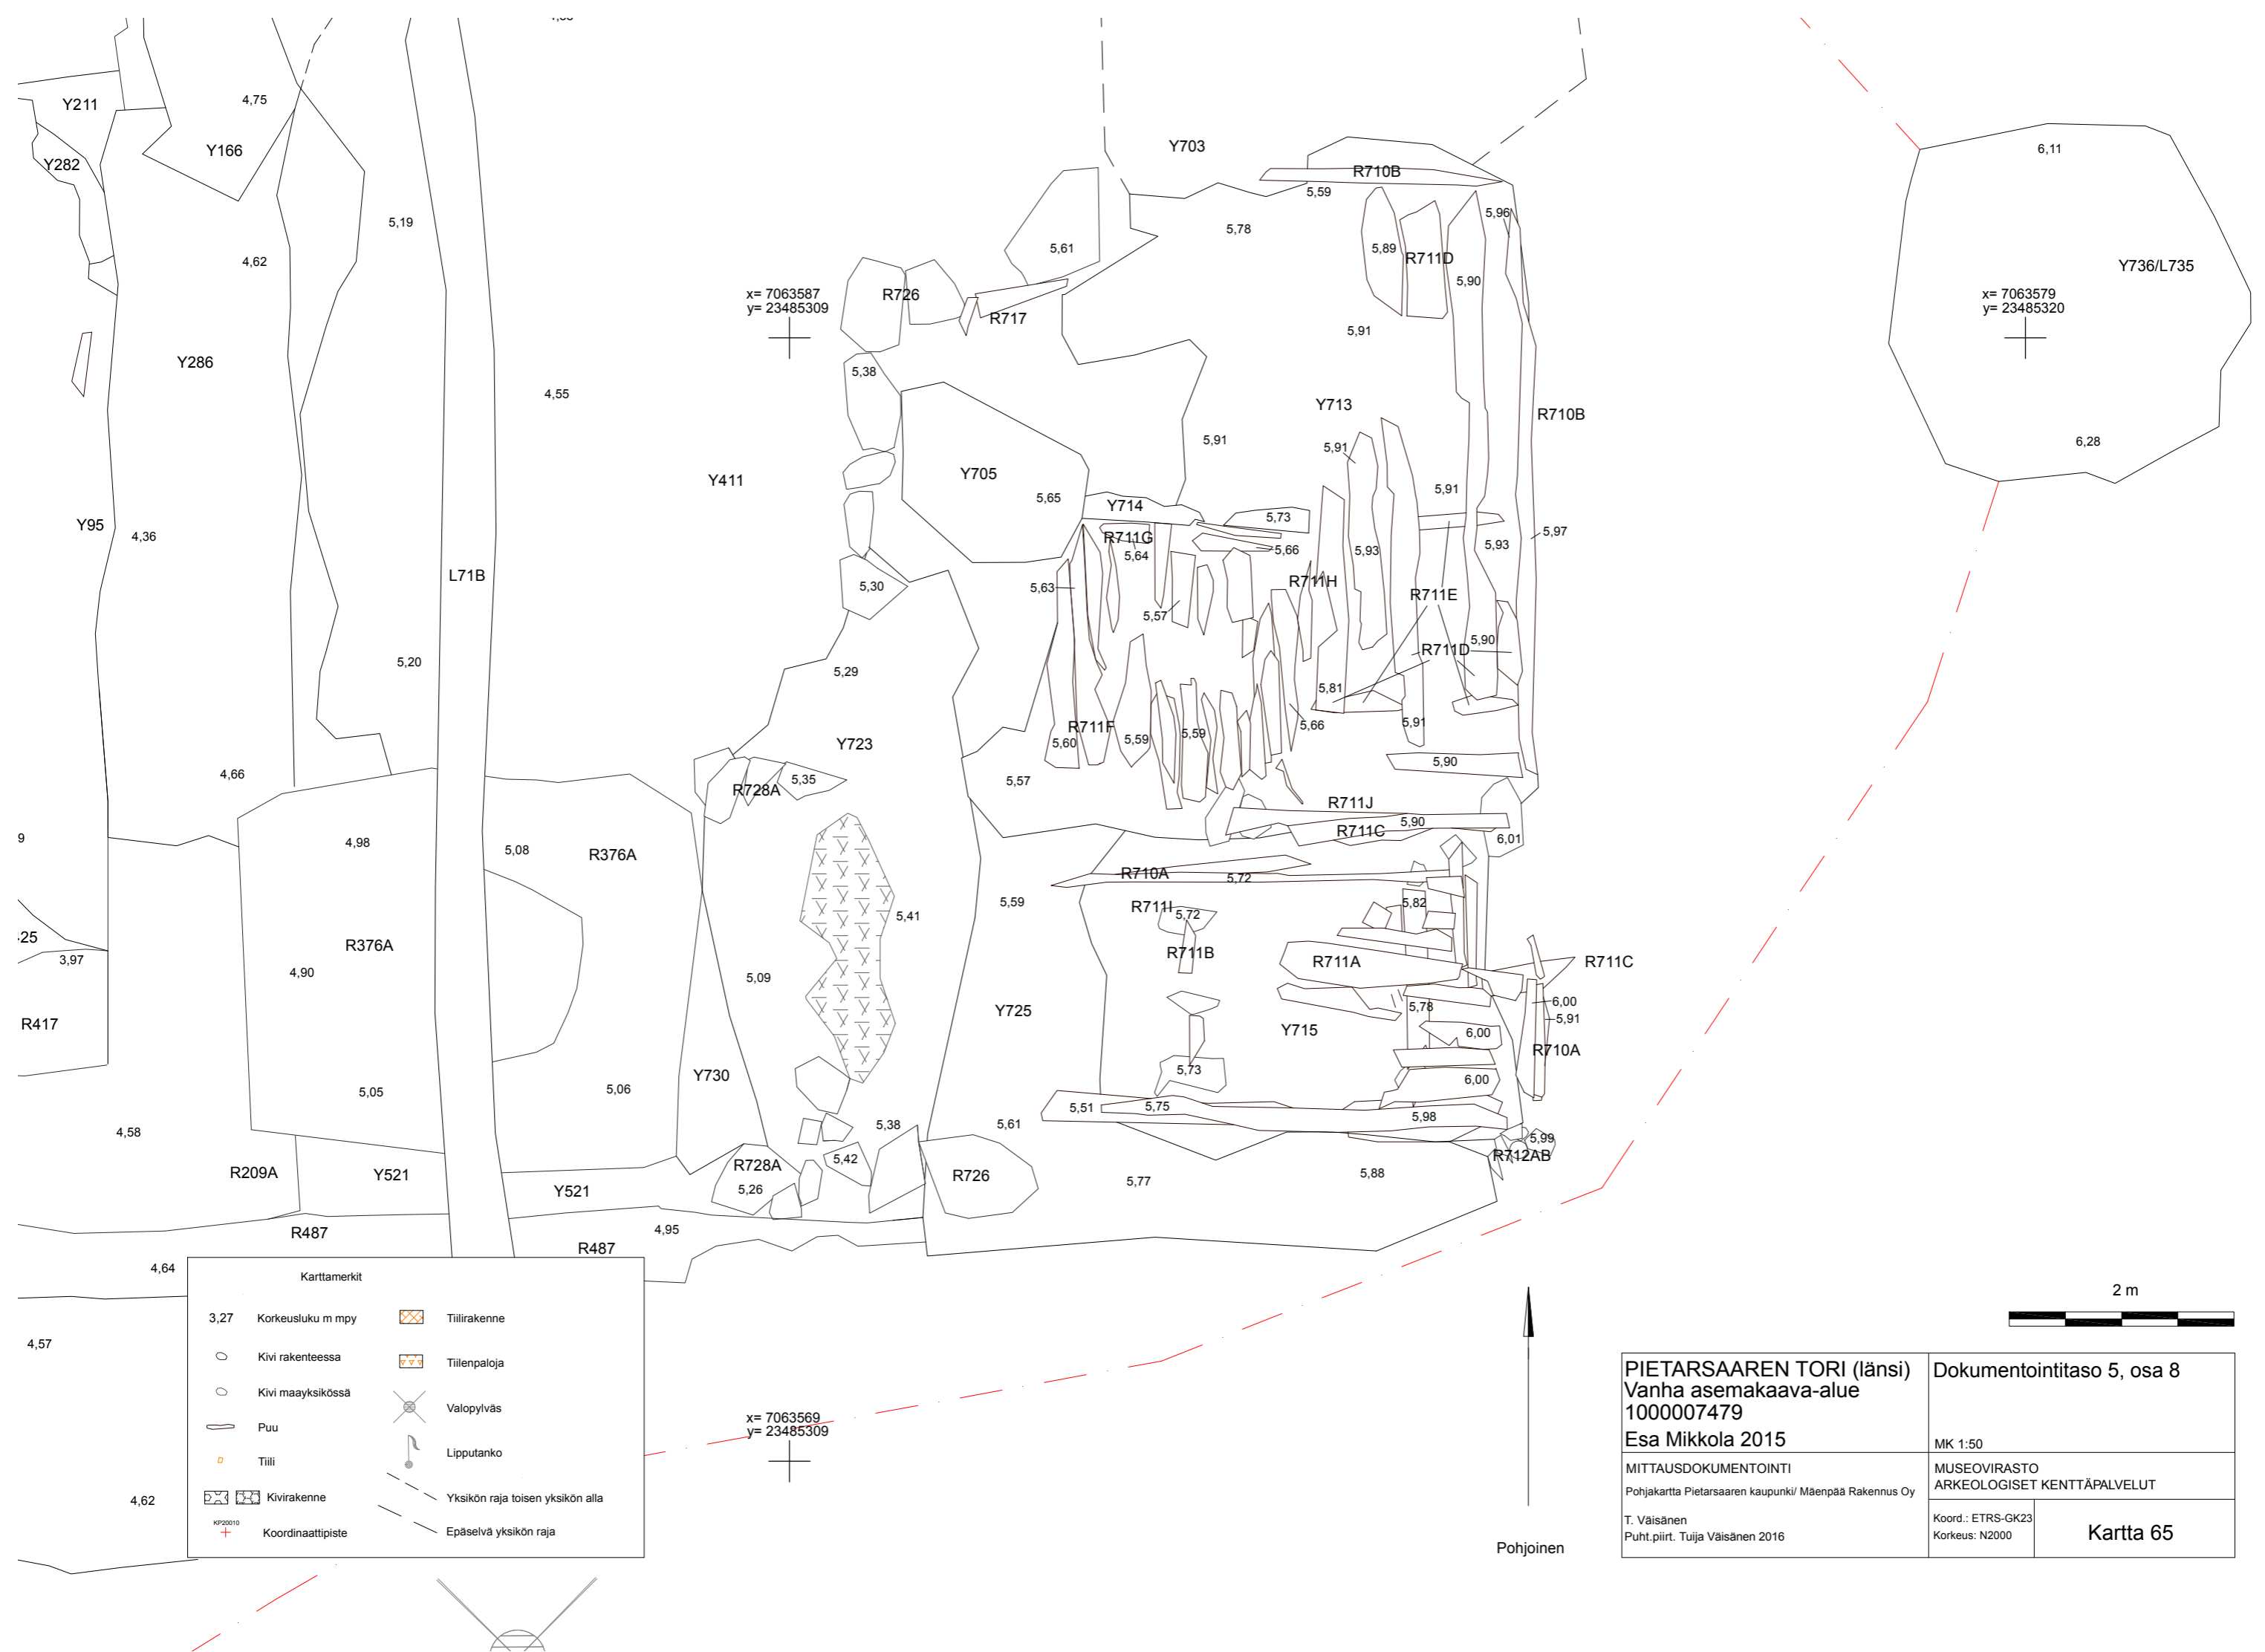 Y211
4,75
Y166
Y282
Y703
R710B
6,11
5,59
5,19
5,78
5,96
4,62
5,61
5,89
R711D
5,90
Y736/L735
x= 7063587
y= 23485309
R726
R717
x= 7063579
y= 23485320
5,91
Y286
5,38
4,55
Y713
R710B
5,91
5,91
6,28
Y411
Y705
5,65
5,91
Y714
5,73
Y95
4,36
R711G
5,64
5,66
5,93
5,93
5,97
L71B
5,30
5,63
R711H
R711E
5,57
5,90
R711D
5,20
5,29
5,81
R711F
5,66
5,91
5,59
5,59
5,60
Y723
5,90
4,66
5,35
5,57
R728A
R711J
5,90
R711C
9
4,98
5,08
R376A
6,01
R710A
5,72
5,59
R711I
5,72
5,82
5,41
25
R376A
3,97
4,90
5,09
R711B
R711A
R711C
6,00
5,91
R417
Y725
Y715
5,78
6,00
R710A
5,05
5,06
Y730
5,73
6,00
5,51
5,75
5,98
4,58
5,38
5,61
5,99
R209A
Y521
Y521
R728A
5,42
5,26
R726
5,77
5,88
R712AB
R487
R487
4,95
4,64
4,57
4,62
Karttamerkit
3,27 Korkeusluku m mpy
Tiilirakenne
Kivi rakenteessa
Tiilenpaloja
Kivi maayksikössä
Valopylväs
Puu
Lipputanko
Tiili
Kivirakenne
Yksikön raja toisen yksikön alla
KP20010
Koordinaattipiste
Epäselvä yksikön raja
x= 7063569
y= 23485309
Pohjoinen
2 m
PIETARSAAREN TORI (länsi)
Vanha asemakaava-alue
1000007479
Esa Mikkola 2015
Dokumentointitaso 5, osa 8
MK 1:50
MITTAUSDOKUMENTOINTI
Pohjakartta Pietarsaaren kaupunki/ Mäenpää Rakennus Oy
T. Väisänen
Puht.piirt. Tuija Väisänen 2016
MUSEOVIRASTO
ARKEOLOGISET KENTTÄPALVELUT
Koord.: ETRS-GK23
Korkeus: N2000
Kartta 65